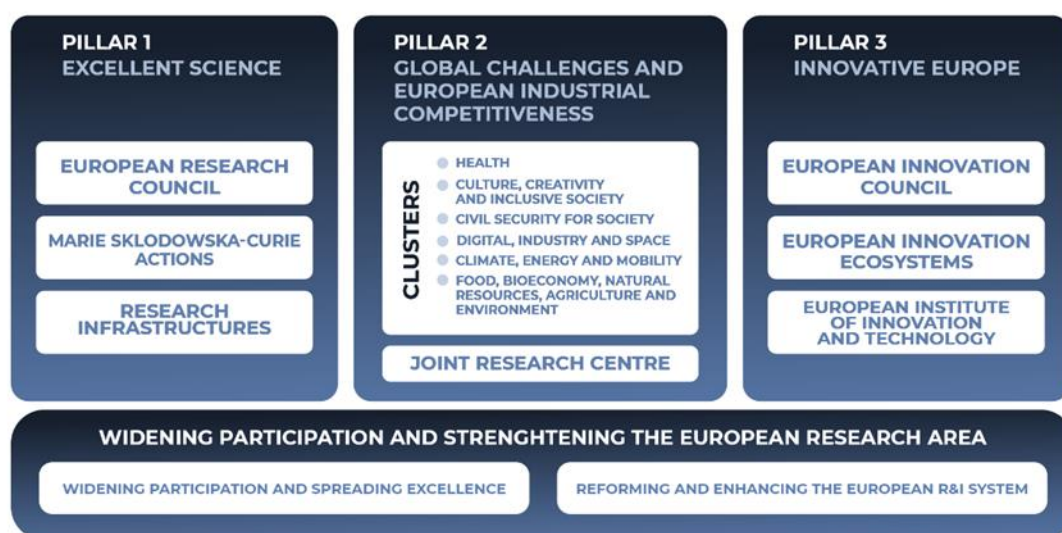 PILLAR 1
EXCELLENT SCIENCE
EUROPEAN RESEARCH
COUNCIL
MARIE SKLODOWSKA-CURIE
ACTIONS
RESEARCH
INFRASTRUCTURES
PILLAR 2
GLOBAL CHALLENGES AND
EUROPEAN INDUSTRIAL
COMPETITIVENESS
CLUSTERS
HEALTH
CULTURE, CREATIVITY
AND INCLUSIVE SOCIETY
CIVIL SECURITY FOR SOCIETY
DIGITAL, INDUSTRY AND SPACE
CLIMATE, ENERGY AND MOBILITY
FOOD, BIOECONOMY, NATURAL
RESOURCES, AGRICULTURE AND
ENVIRONMENT
JOINT RESEARCH CENTRE
PILLAR 3
INNOVATIVE EUROPE
EUROPEAN INNOVATION
COUNCIL
EUROPEAN INNOVATION
ECOSYSTEMS
EUROPEAN INSTITUTE
OF INNOVATION
AND TECHNOLOGY
WIDENING PARTICIPATION AND STRENGHTENING THE EUROPEAN RESEARCH AREA
WIDENING PARTICIPATION AND SPREADING EXCELLENCE
REFORMING AND ENHANCING THE EUROPEAN R&I SYSTEM